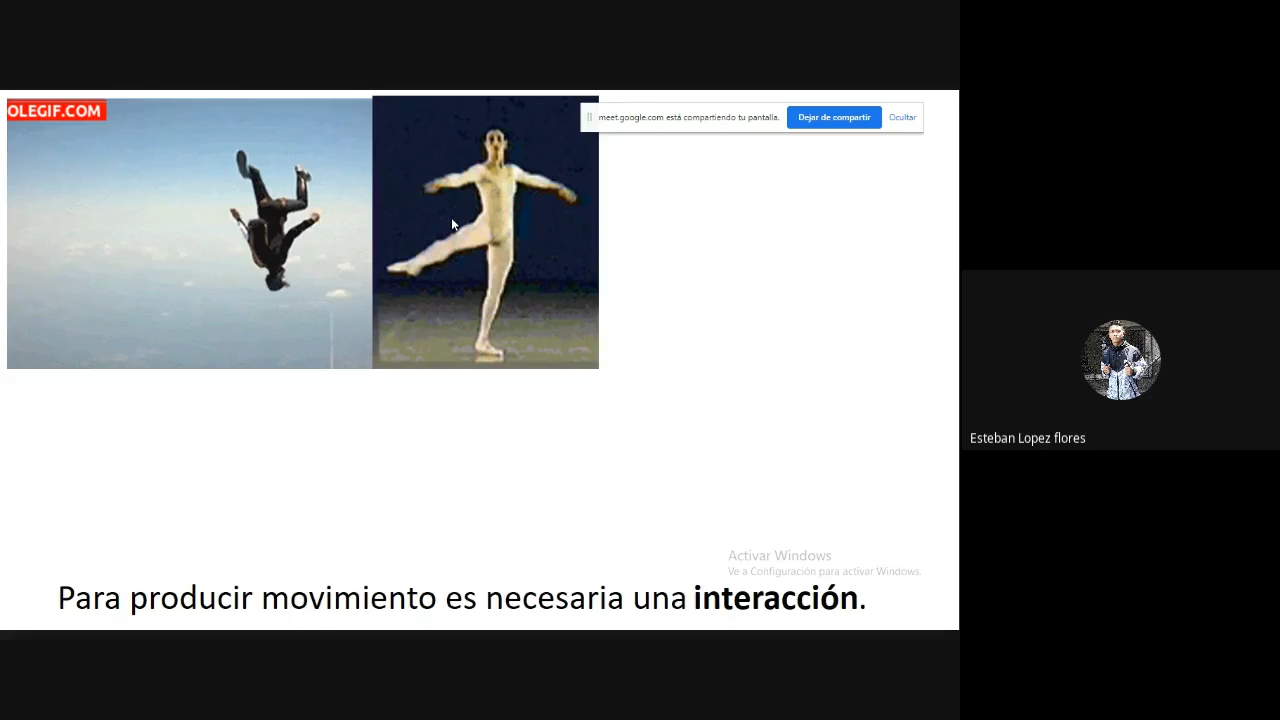 OLEGIF.COM
meet.google.com está compartiendo tu pantalla.
Dejar de compartir
Ocultar
Esteban Lopez flores
Activar Windows
Ve a Configuración para activar Windows.
Para producir movimiento es necesaria una interacción.